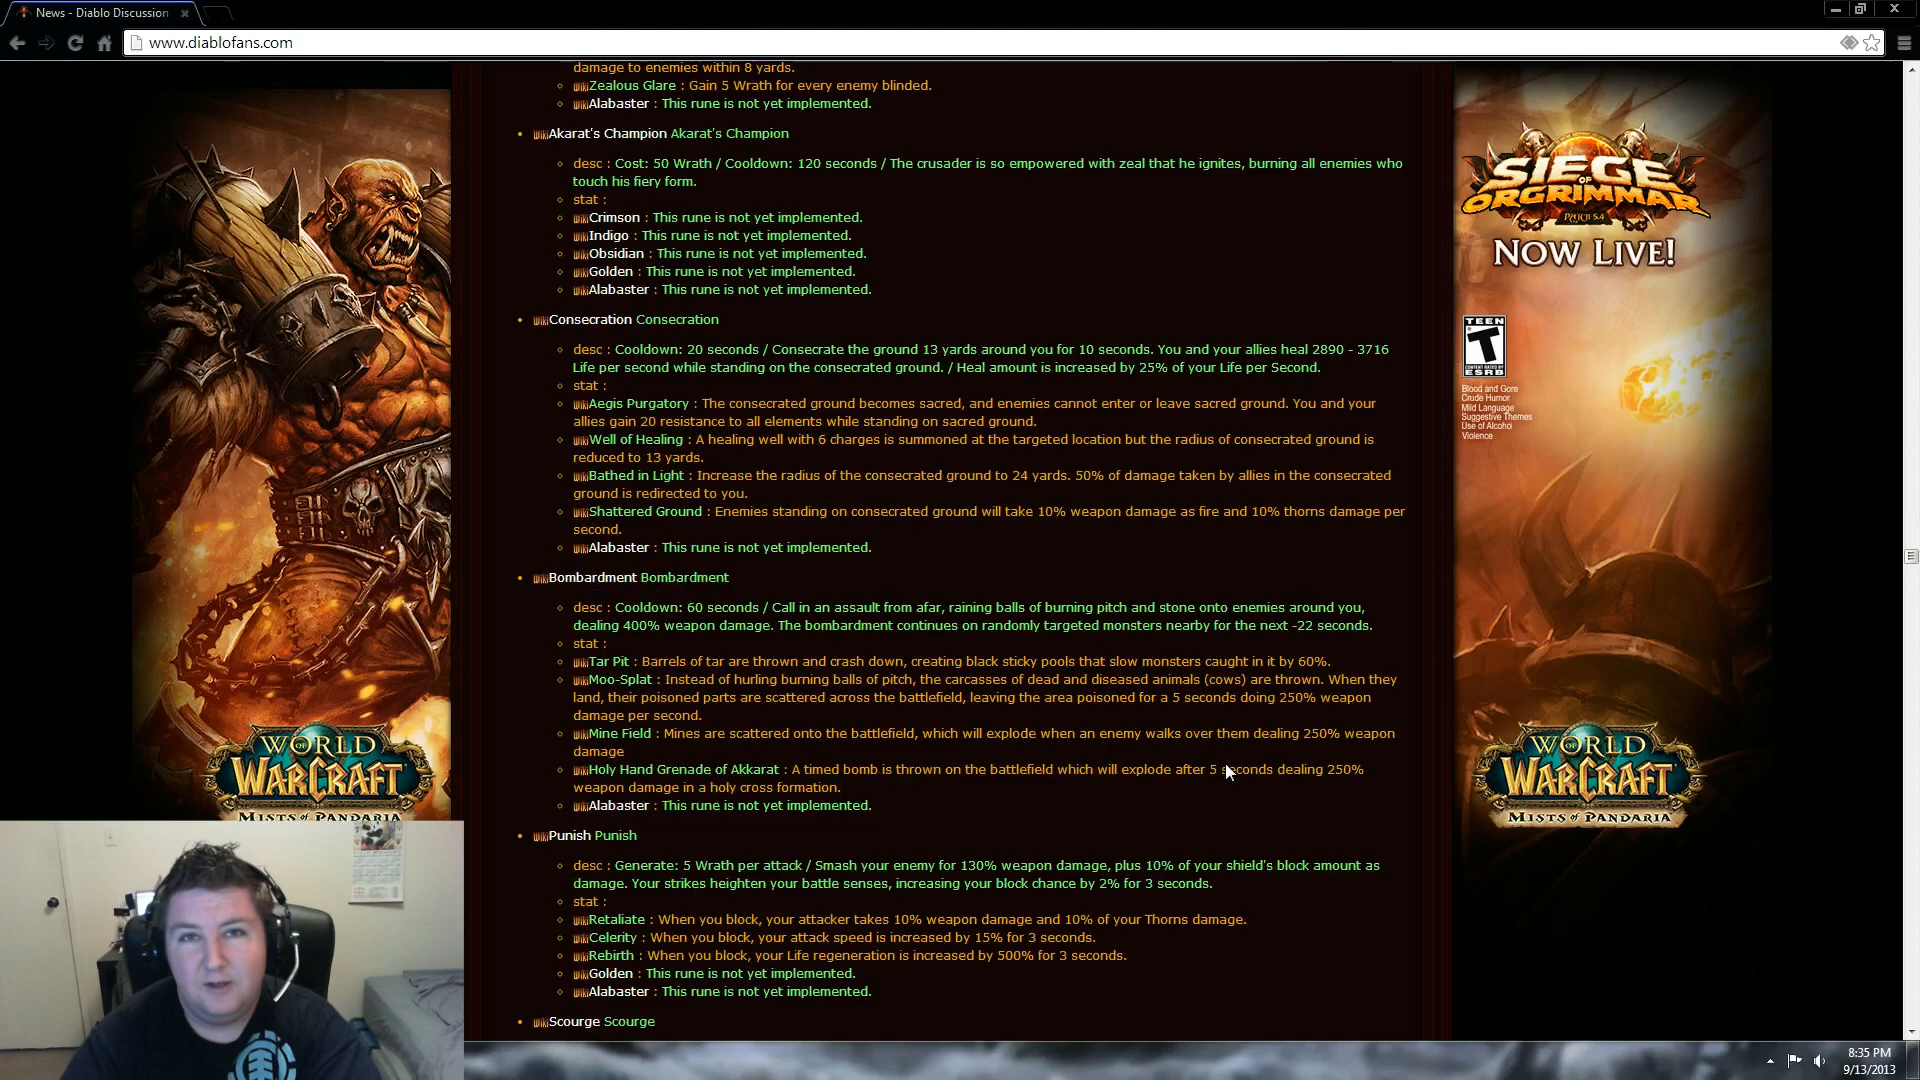 News - Diablo Discussion
www.diablofans.com
damage to enemies within 8 yards.
Zealous Glare : Gain 5 Wrath for every enemy blinded.
Alabaster : This rune is not yet implemented.
Akarat's Champion Akarat's Champion
desc : Cost: 50 Wrath / Cooldown: 120 seconds / The crusader is so empowered with zeal that he ignites, burning all enemies who
touch his fiery form.
stat :
Crimson : This rune is not yet implemented.
Indigo : This rune is not yet implemented.
Obsidian : This rune is not yet implemented.
Golden : This rune is not yet implemented.
Alabaster : This rune is not yet implemented.
Consecration Consecration
desc : Cooldown: 20 seconds / Consecrate the ground 13 yards around you for 10 seconds. You and your allies heal 2890 - 3716
Life per second while standing on the consecrated ground. / Heal amount is increased by 25% of your Life per Second.
stat :
Aegis Purgatory : The consecrated ground becomes sacred, and enemies cannot enter or leave sacred ground. You and your
allies gain 20 resistance to all elements while standing on sacred ground.
Well of Healing : A healing well with 6 charges is summoned at the targeted location but the radius of consecrated ground is
reduced to 13 yards.
Bathed in Light : Increase the radius of the consecrated ground to 24 yards. 50% of damage taken by allies in the consecrated
ground is redirected to you.
Shattered Ground : Enemies standing on consecrated ground will take 10% weapon damage as fire and 10% thorns damage per
second.
Alabaster : This rune is not yet implemented.
Bombardment Bombardment
desc : Cooldown: 60 seconds / Call in an assault from afar, raining balls of burning pitch and stone onto enemies around you,
dealing 400% weapon damage. The bombardment continues on randomly targeted monsters nearby for the next -22 seconds.
stat :
Tar Pit : Barrels of tar are thrown and crash down, creating black sticky pools that slow monsters caught in it by 60%.
Moo-Splat : Instead of hurling burning balls of pitch, the carcasses of dead and diseased animals (cows) are thrown. When they
land, their poisoned parts are scattered across the battlefield, leaving the area poisoned for a 5 seconds doing 250% weapon
damage per second.
Mine Field : Mines are scattered onto the battlefield, which will explode when an enemy walks over them dealing 250% weapon
damage
Holy Hand Grenade of Akkarat : A timed bomb is thrown on the battlefield which will explode after 5 seconds dealing 250%
weapon damage in a holy cross formation.
Alabaster : This rune is not yet implemented.
Punish Punish
desc : Generate: 5 Wrath per attack / Smash your enemy for 130% weapon damage, plus 10% of your shield's block amount as
damage. Your strikes heighten your battle senses, increasing your block chance by 2% for 3 seconds.
stat :
Retaliate : When you block, your attacker takes 10% weapon damage and 10% of your Thorns damage.
Celerity : When you block, your attack speed is increased by 15% for 3 seconds.
Rebirth : When you block, your Life regeneration is increased by 500% for 3 seconds.
Golden : This rune is not yet implemented.
Alabaster : This rune is not yet implemented.
Scourge Scourge
WORLD
OF
WARCRAFT
MISTS of PANDARIA
SIEGE
OF
ORGRIMMAR
PATCH 5.4
NOW LIVE!
TEEN
T
ESRB
Blood and Gore
Crude Humor
Mild Language
Suggestive Themes
Use of Alcohol
Violence
WORLD
OF
WARCRAFT
MISTS of PANDARIA
8:35 PM
9/13/2013